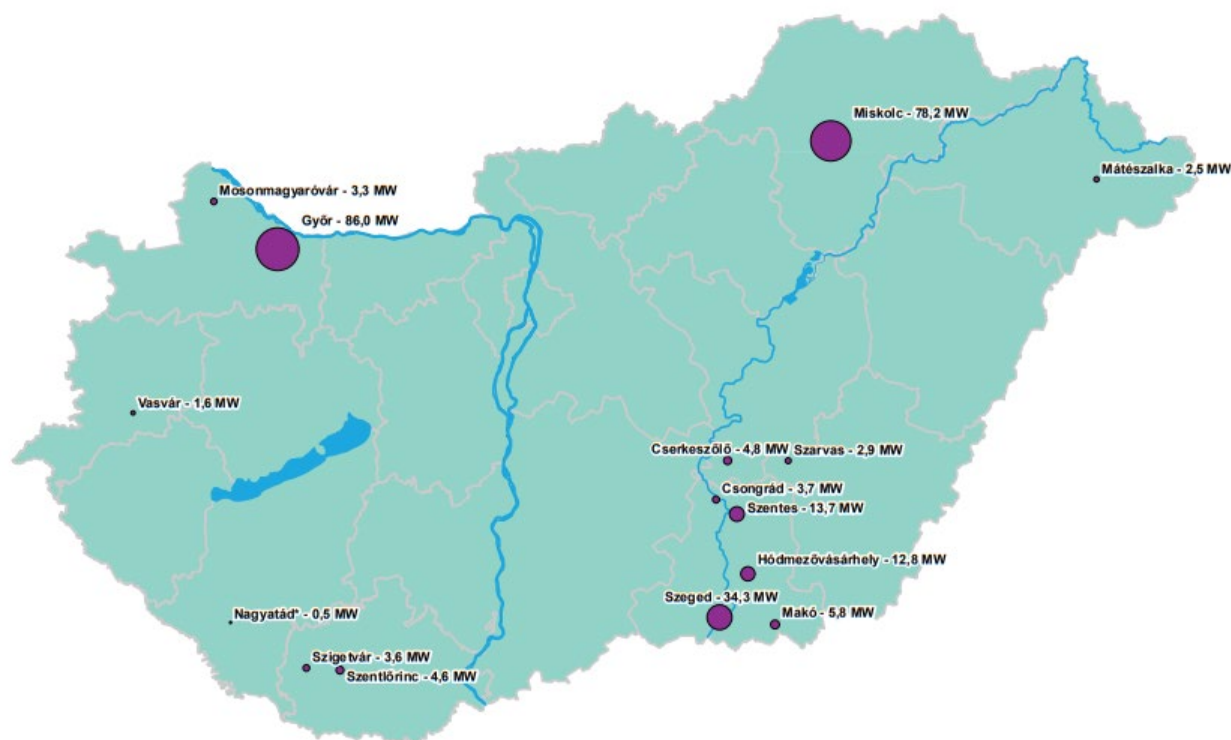 Miskolc - 78,2 MW
Mátészalka - 2,5 MW
Mosonmagyaróvár - 3,3 MW
Győr - 86,0 MW
Vasvár - 1,6 MW
Cserkeszőlő - 4,8 MW
Szarvas - 2,9 MW
Csongrád - 3,7 MW
Szentes - 13,7 MW
Hódmezővásárhely - 12,8 MW
Szeged - 34,3 MW
Makó - 5,8 MW
Nagyatád* - 0,5 MW
Szigetvár - 3,6 MW
Szentlőrinc - 4,6 MW